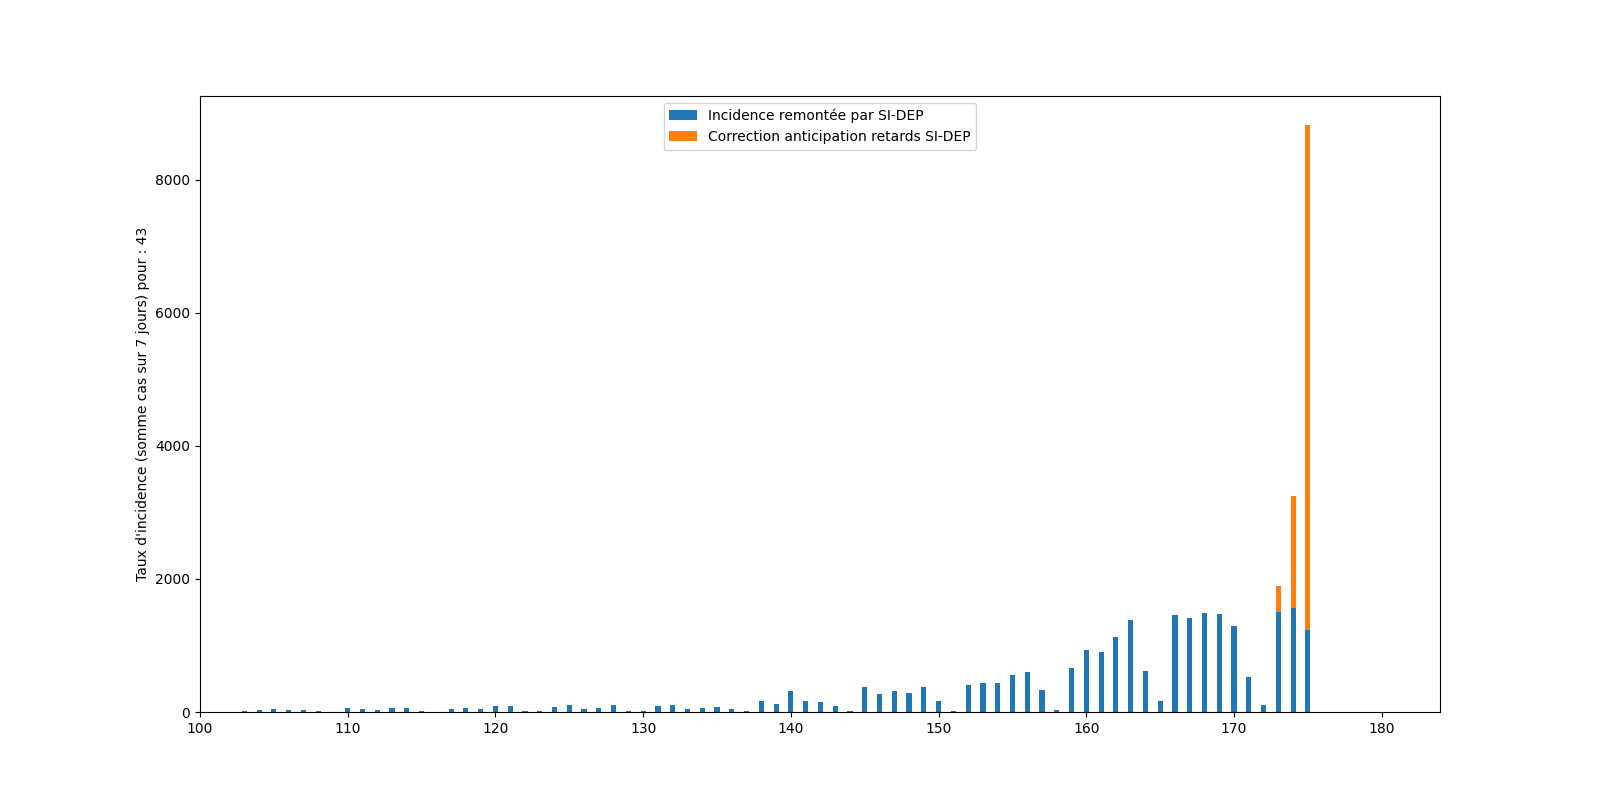 Incidence remontée par SI-DEP
Correction anticipation retards SI-DEP
Taux d'incidence (somme cas sur 7 jours) pour : 43
8000
6000
4000
2000
0
100 110 120 130 140 150 160 170 180